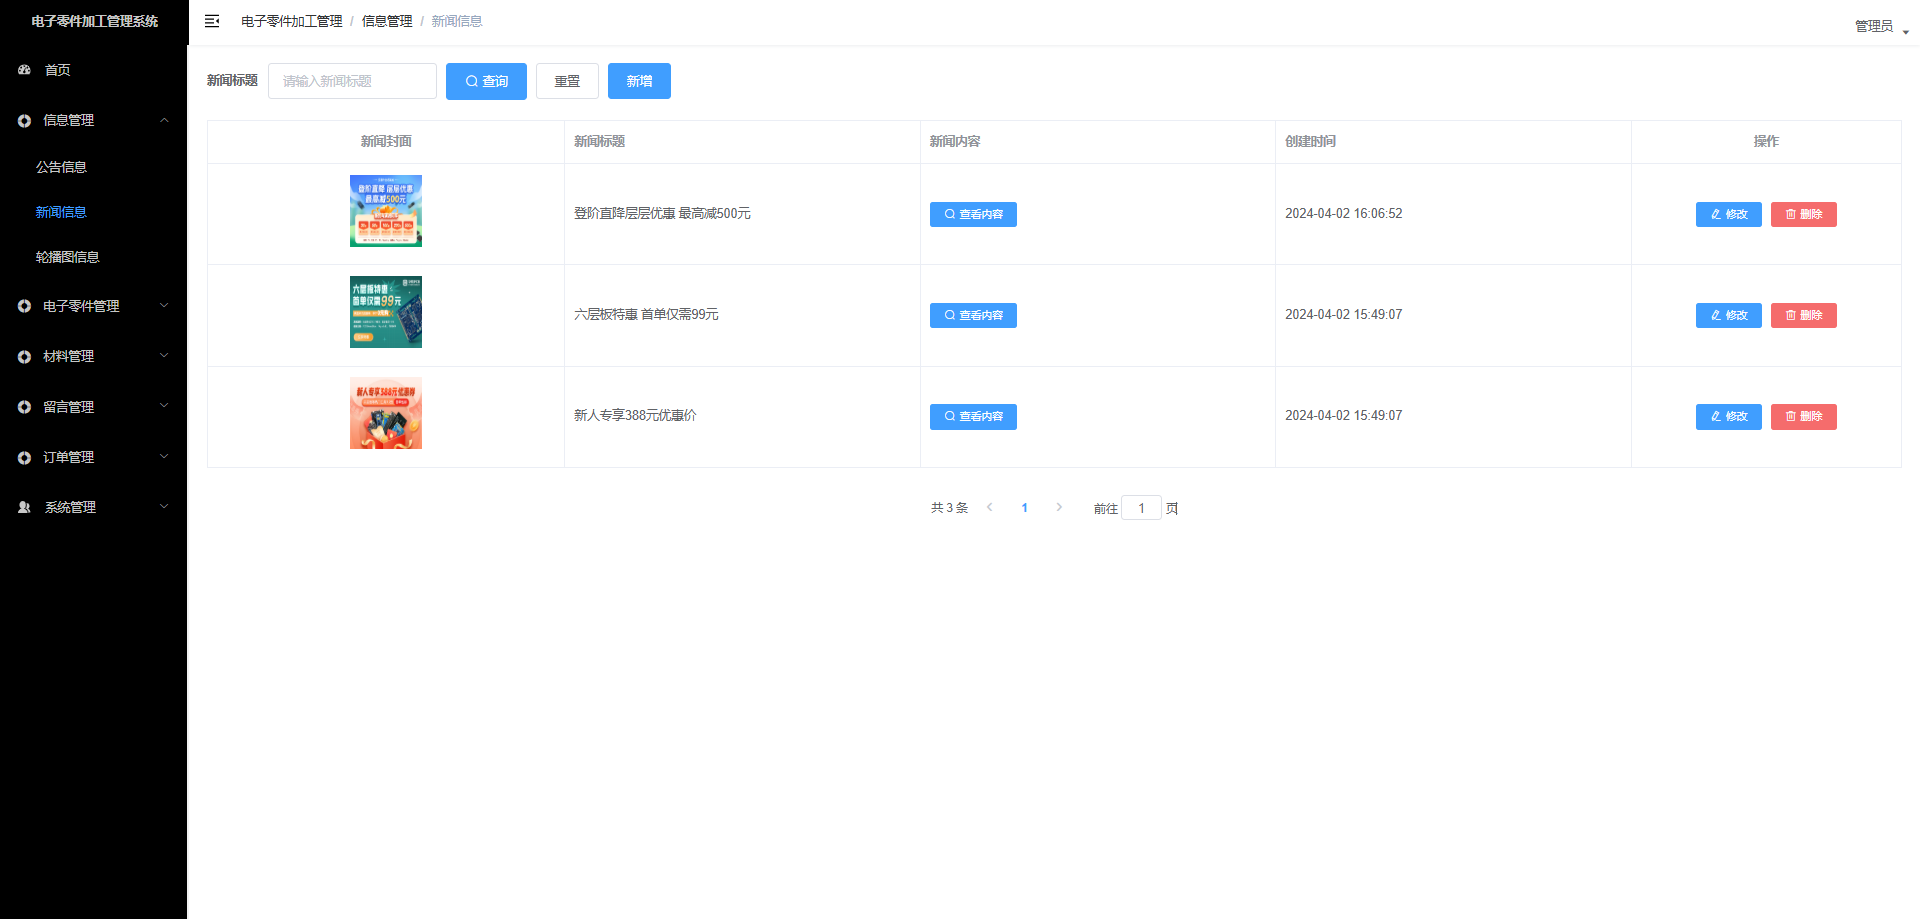 电子零件加工管理系统
电子零件加工管理 / 信息管理 / 新闻信息
管理员
首页
信息管理
公告信息
新闻信息
轮播图信息
电子零件管理
材料管理
留言管理
订单管理
系统管理
新闻标题 请输入新闻标题 查询 重置 新增
新闻封面 新闻标题 新闻内容 创建时间 操作
登阶直降 层层优惠
最高减500元
登阶直降层层优惠 最高减500元 查看内容 2024-04-02 16:06:52 修改 删除
六层板特惠
首单仅需99元
六层板特惠 首单仅需99元 查看内容 2024-04-02 15:49:07 修改 删除
新人专享388元优惠券
新人专享388元优惠价 查看内容 2024-04-02 15:49:07 修改 删除
共 3 条 1 前往 1 页